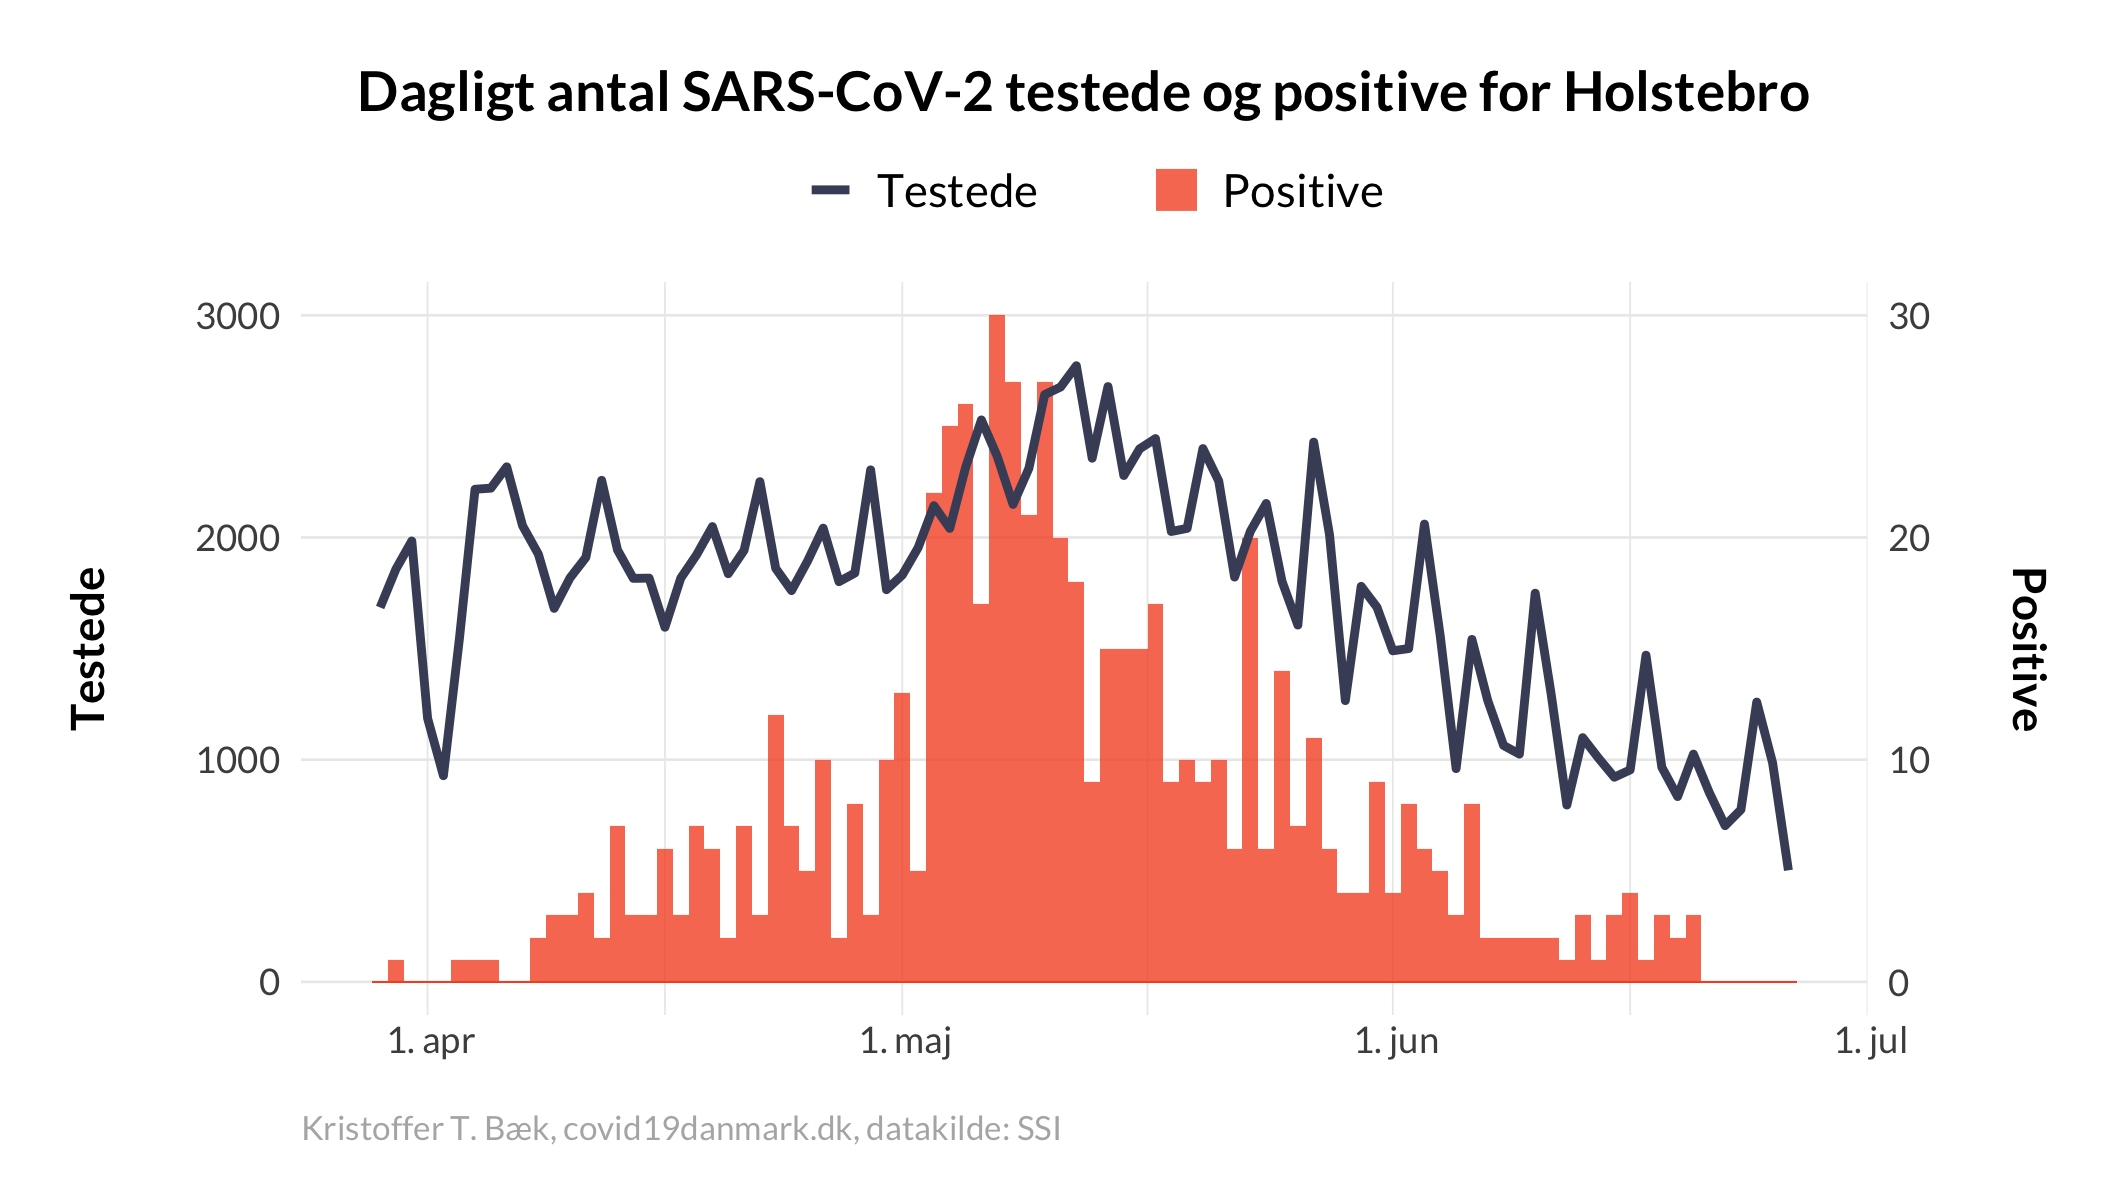 Dagligt antal SARS-CoV-2 testede og positive for Holstebro
Testede Positive
3000 30
2000 20
1000 10
0 0
Testede
Positive
1. apr 1. maj 1. jun 1. jul
Kristoffer T. Bæk, covid19danmark.dk, datakilde: SSI